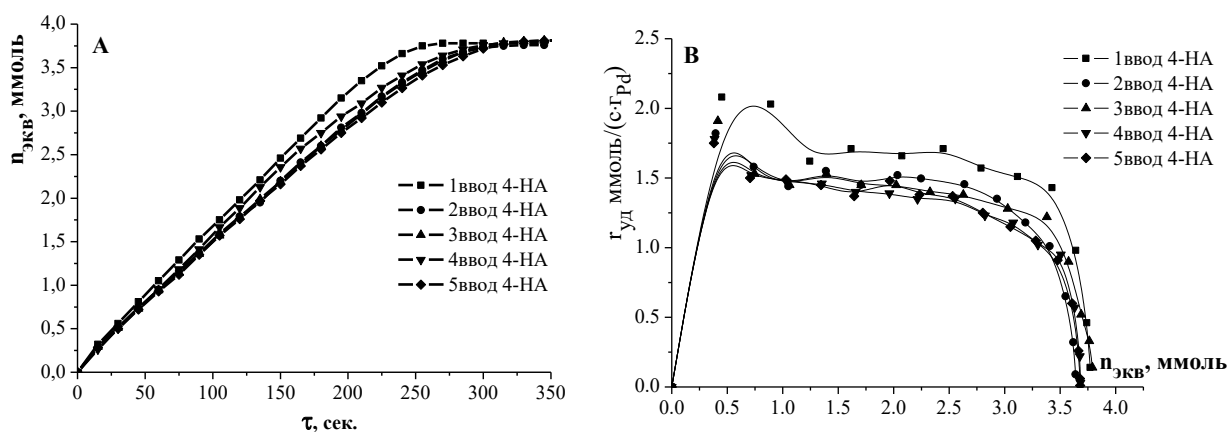 A
n_экв, ммоль
4,0
3,5
3,0
2,5
2,0
1,5
1,0
0,5
0,0
1ввод 4-НА
2ввод 4-НА
3ввод 4-НА
4ввод 4-НА
5ввод 4-НА
0 50 100 150 200 250 300 350
τ, сек.
B
r_уд ммоль/(с·г_Pd)
2.5
2.0
1.5
1.0
0.5
0.0
1ввод 4-НА
2ввод 4-НА
3ввод 4-НА
4ввод 4-НА
5ввод 4-НА
n_экв, ммоль
0.0 0.5 1.0 1.5 2.0 2.5 3.0 3.5 4.0